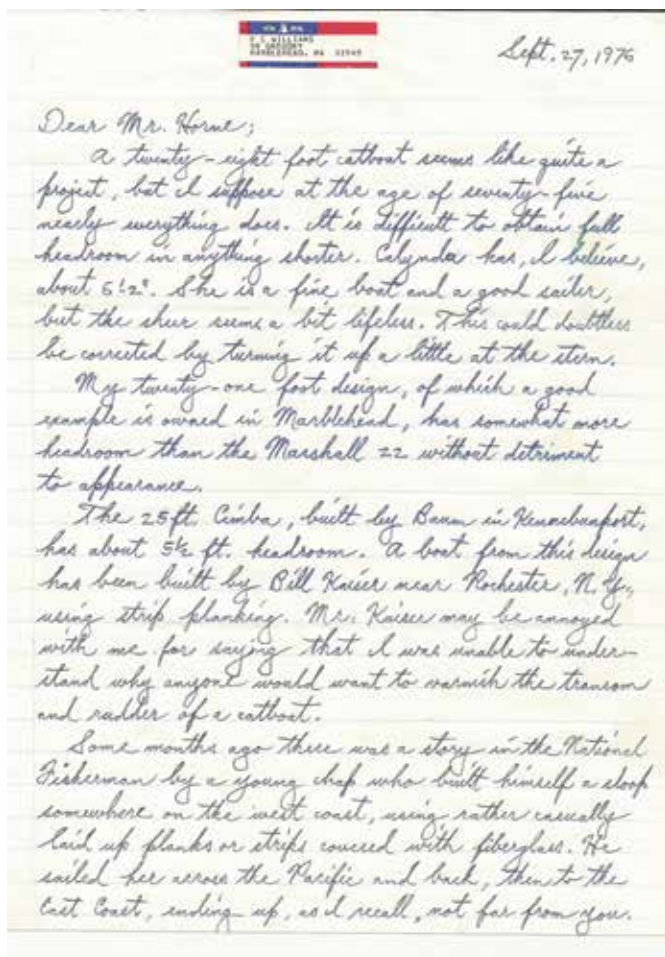 F C WILLIAMS
MARBLEHEAD, MA 01945
Sept. 27, 1976
Dear Mr. Horne;
A twenty-eight foot catboat seems like quite a
project, but I suppose at the age of seventy-five
nearly everything does. It is difficult to obtain full
headroom in anything shorter. Calynda has, I believe,
about 6'2". She is a fine boat and a good sailer,
but the sheer seems a bit lifeless. This could doubtless
be corrected by turning it up a little at the stern.
My twenty-one foot design, of which a good
example is owned in Marblehead, has somewhat more
headroom than the Marshall 22 without detriment
to appearance.
The 25 ft. Cimba, built by Baum in Kennebunkport,
has about 5½ ft. headroom. A boat from this design
has been built by Bill Kaiser near Rochester, N.Y.,
using strip planking. Mr. Kaiser may be annoyed
with me for saying that I was unable to under-
stand why anyone would want to varnish the transom
and rudder of a catboat.
Some months ago there was a story in the National
Fisherman by a young chap who built himself a sloop
somewhere on the west coast, using rather casually
laid up planks or strips covered with fiberglass. He
sailed her across the Pacific and back, then to the
East Coast, ending up, as I recall, not far from you.